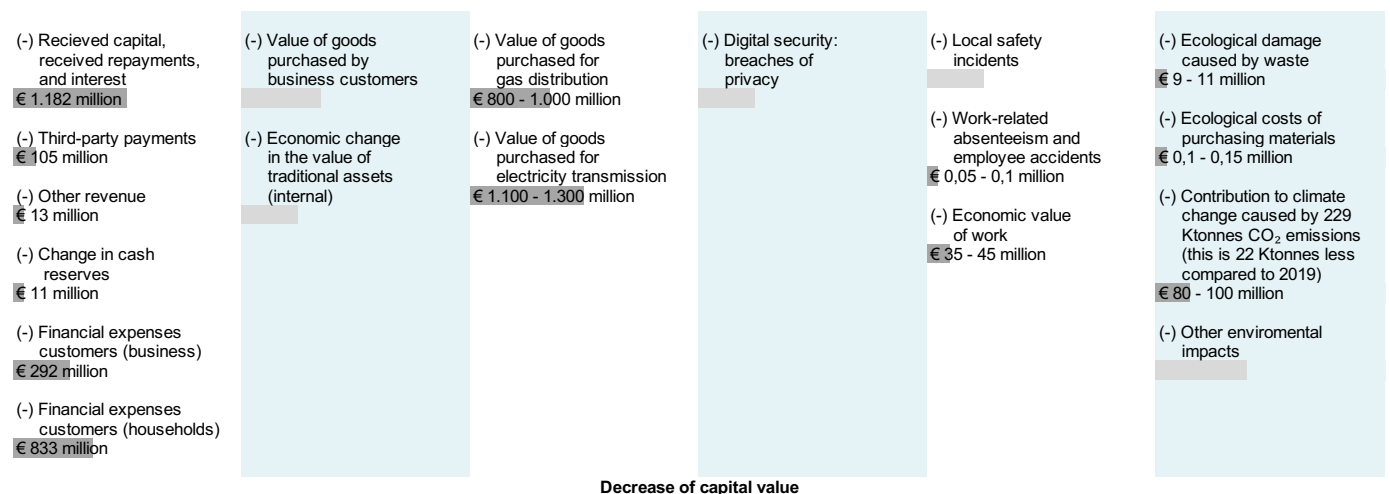 (-) Recieved capital,
received repayments,
and interest
€ 1.182 million
(-) Third-party payments
€ 105 million
(-) Other revenue
€ 13 million
(-) Change in cash
reserves
€ 11 million
(-) Financial expenses
customers (business)
€ 292 million
(-) Financial expenses
customers (households)
€ 833 million
(-) Value of goods
purchased by
business customers
(-) Economic change
in the value of
traditional assets
(internal)
(-) Value of goods
purchased for
gas distribution
€ 800 - 1.000 million
(-) Value of goods
purchased for
electricity transmission
€ 1.100 - 1.300 million
(-) Digital security:
breaches of
privacy
(-) Local safety
incidents
(-) Work-related
absenteeism and
employee accidents
€ 0,05 - 0,1 million
(-) Economic value
of work
€ 35 - 45 million
(-) Ecological damage
caused by waste
€ 9 - 11 million
(-) Ecological costs of
purchasing materials
€ 0,1 - 0,15 million
(-) Contribution to climate
change caused by 229
Ktonnes CO₂ emissions
(this is 22 Ktonnes less
compared to 2019)
€ 80 - 100 million
(-) Other enviromental
impacts
Decrease of capital value